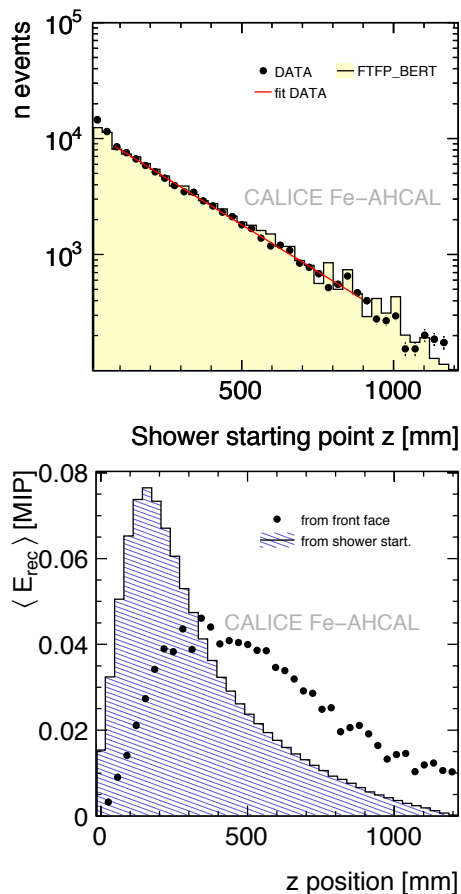 n events
10^5
10^4
10^3
DATA
FTFP_BERT
fit DATA
CALICE Fe-AHCAL
500
1000
Shower starting point z [mm]
⟨ E_rec ⟩ [MIP]
0.08
0.06
0.04
0.02
0
from front face
from shower start.
CALICE Fe-AHCAL
0
500
1000
z position [mm]